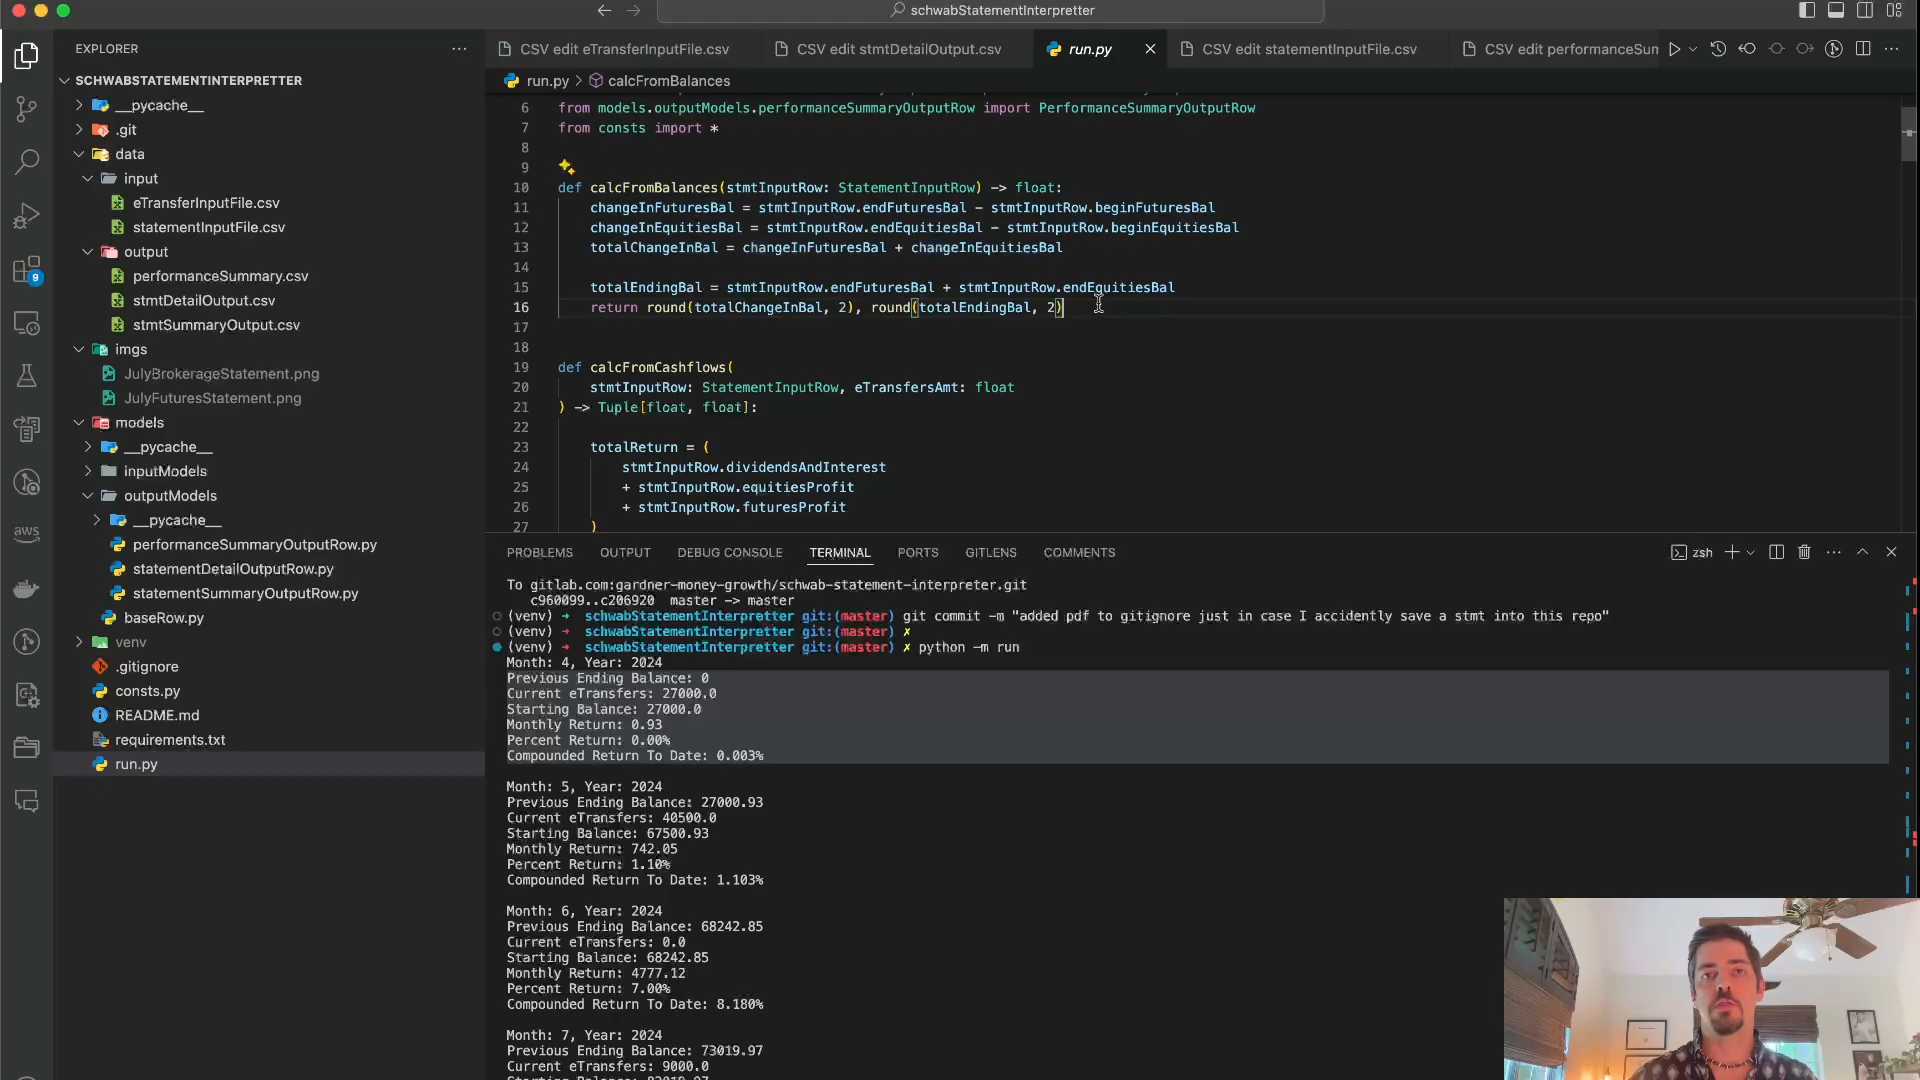 schwabStatementInterpretter
EXPLORER
SCHWABSTATEMENTINTERPRETTER
__pycache__
.git
data
input
eTransferInputFile.csv
statementInputFile.csv
output
performanceSummary.csv
stmtDetailOutput.csv
stmtSummaryOutput.csv
imgs
JulyBrokerageStatement.png
JulyFuturesStatement.png
models
__pycache__
inputModels
outputModels
__pycache__
performanceSummaryOutputRow.py
statementDetailOutputRow.py
statementSummaryOutputRow.py
baseRow.py
venv
.gitignore
consts.py
README.md
requirements.txt
run.py
9
aws
CSV edit eTransferInputFile.csv
CSV edit stmtDetailOutput.csv
run.py
CSV edit statementInputFile.csv
CSV edit performanceSun
run.py > calcFromBalances
6 from models.outputModels.performanceSummaryOutputRow import PerformanceSummaryOutputRow
7 from consts import *
8
9
10 def calcFromBalances(stmtInputRow: StatementInputRow) -> float:
11 changeInFuturesBal = stmtInputRow.endFuturesBal - stmtInputRow.beginFuturesBal
12 changeInEquitiesBal = stmtInputRow.endEquitiesBal - stmtInputRow.beginEquitiesBal
13 totalChangeInBal = changeInFuturesBal + changeInEquitiesBal
14
15 totalEndingBal = stmtInputRow.endFuturesBal + stmtInputRow.endEquitiesBal
16 return round(totalChangeInBal, 2), round(totalEndingBal, 2)
17
18
19 def calcFromCashflows(
20 stmtInputRow: StatementInputRow, eTransfersAmt: float
21 ) -> Tuple[float, float]:
22
23 totalReturn = (
24 stmtInputRow.dividendsAndInterest
25 + stmtInputRow.equitiesProfit
26 + stmtInputRow.futuresProfit
27 )
PROBLEMS OUTPUT DEBUG CONSOLE TERMINAL PORTS GITLENS COMMENTS
zsh
To gitlab.com:gardner-money-growth/schwab-statement-interpreter.git
c960099..c206920 master -> master
(venv) → schwabStatementInterpretter git:(master) git commit -m "added pdf to gitignore just in case I accidently save a stmt into this repo"
(venv) → schwabStatementInterpretter git:(master) ✗
(venv) → schwabStatementInterpretter git:(master) ✗ python -m run
Month: 4, Year: 2024
Previous Ending Balance: 0
Current eTransfers: 27000.0
Starting Balance: 27000.0
Monthly Return: 0.93
Percent Return: 0.00%
Compounded Return To Date: 0.003%
Month: 5, Year: 2024
Previous Ending Balance: 27000.93
Current eTransfers: 40500.0
Starting Balance: 67500.93
Monthly Return: 742.05
Percent Return: 1.10%
Compounded Return To Date: 1.103%
Month: 6, Year: 2024
Previous Ending Balance: 68242.85
Current eTransfers: 0.0
Starting Balance: 68242.85
Monthly Return: 4777.12
Percent Return: 7.00%
Compounded Return To Date: 8.180%
Month: 7, Year: 2024
Previous Ending Balance: 73019.97
Current eTransfers: 9000.0